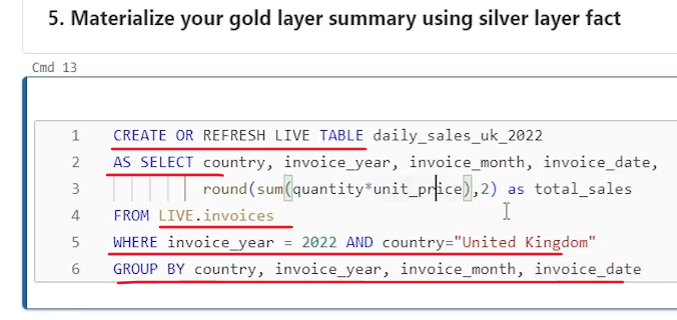 5. Materialize your gold layer summary using silver layer fact
Cmd 13
1 CREATE OR REFRESH LIVE TABLE daily_sales_uk_2022
2 AS SELECT country, invoice_year, invoice_month, invoice_date,
3 round(sum(quantity*unit_price),2) as total_sales
4 FROM LIVE.invoices
5 WHERE invoice_year = 2022 AND country="United Kingdom"
6 GROUP BY country, invoice_year, invoice_month, invoice_date